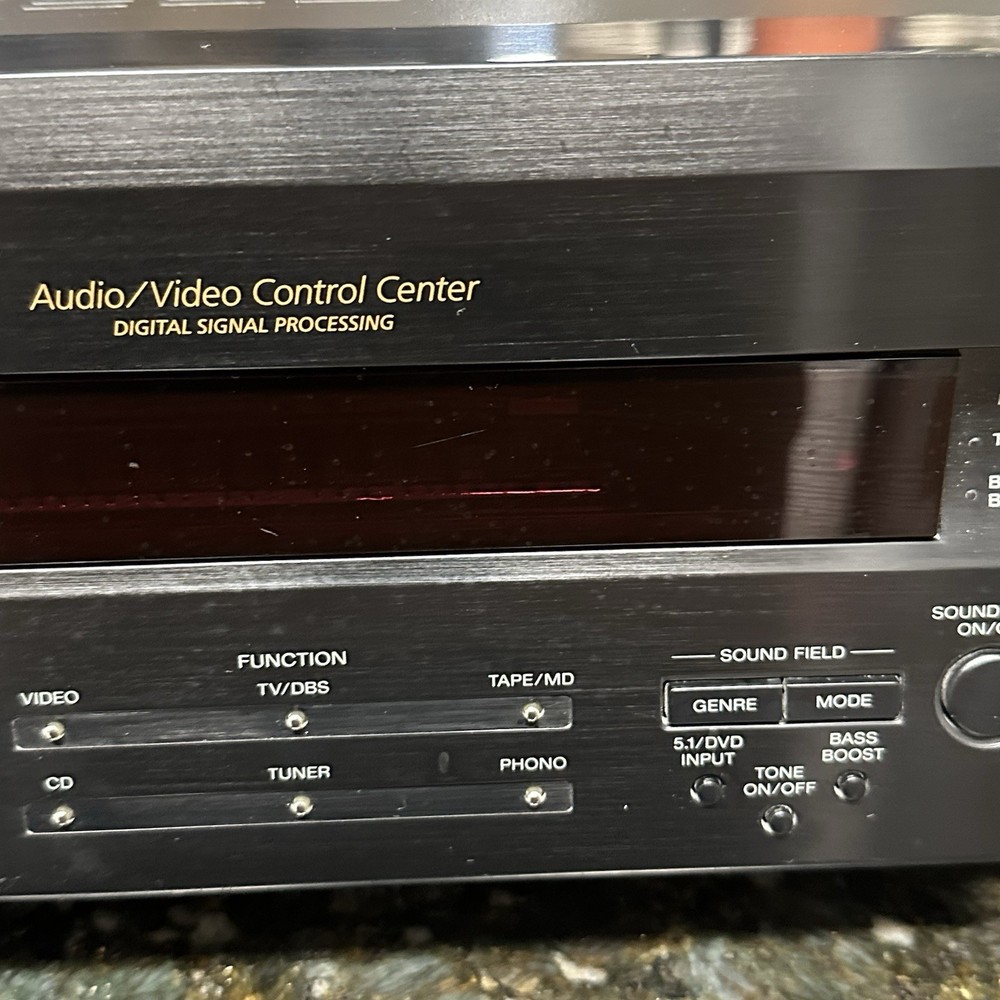 Audio/Video Control Center
DIGITAL SIGNAL PROCESSING
FUNCTION
VIDEO
TV/DBS
TAPE/MD
CD
TUNER
PHONO
SOUND FIELD
GENRE
MODE
5.1/DVD
INPUT
TONE
ON/OFF
BASS
BOOST
SOUND